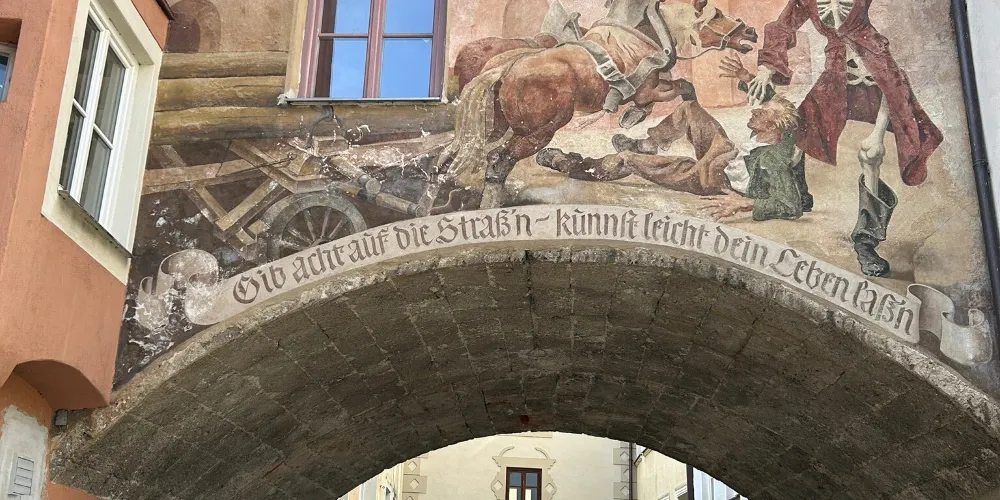 Gib acht auf die Straß'n - kunnst leicht dein Leben laß'n